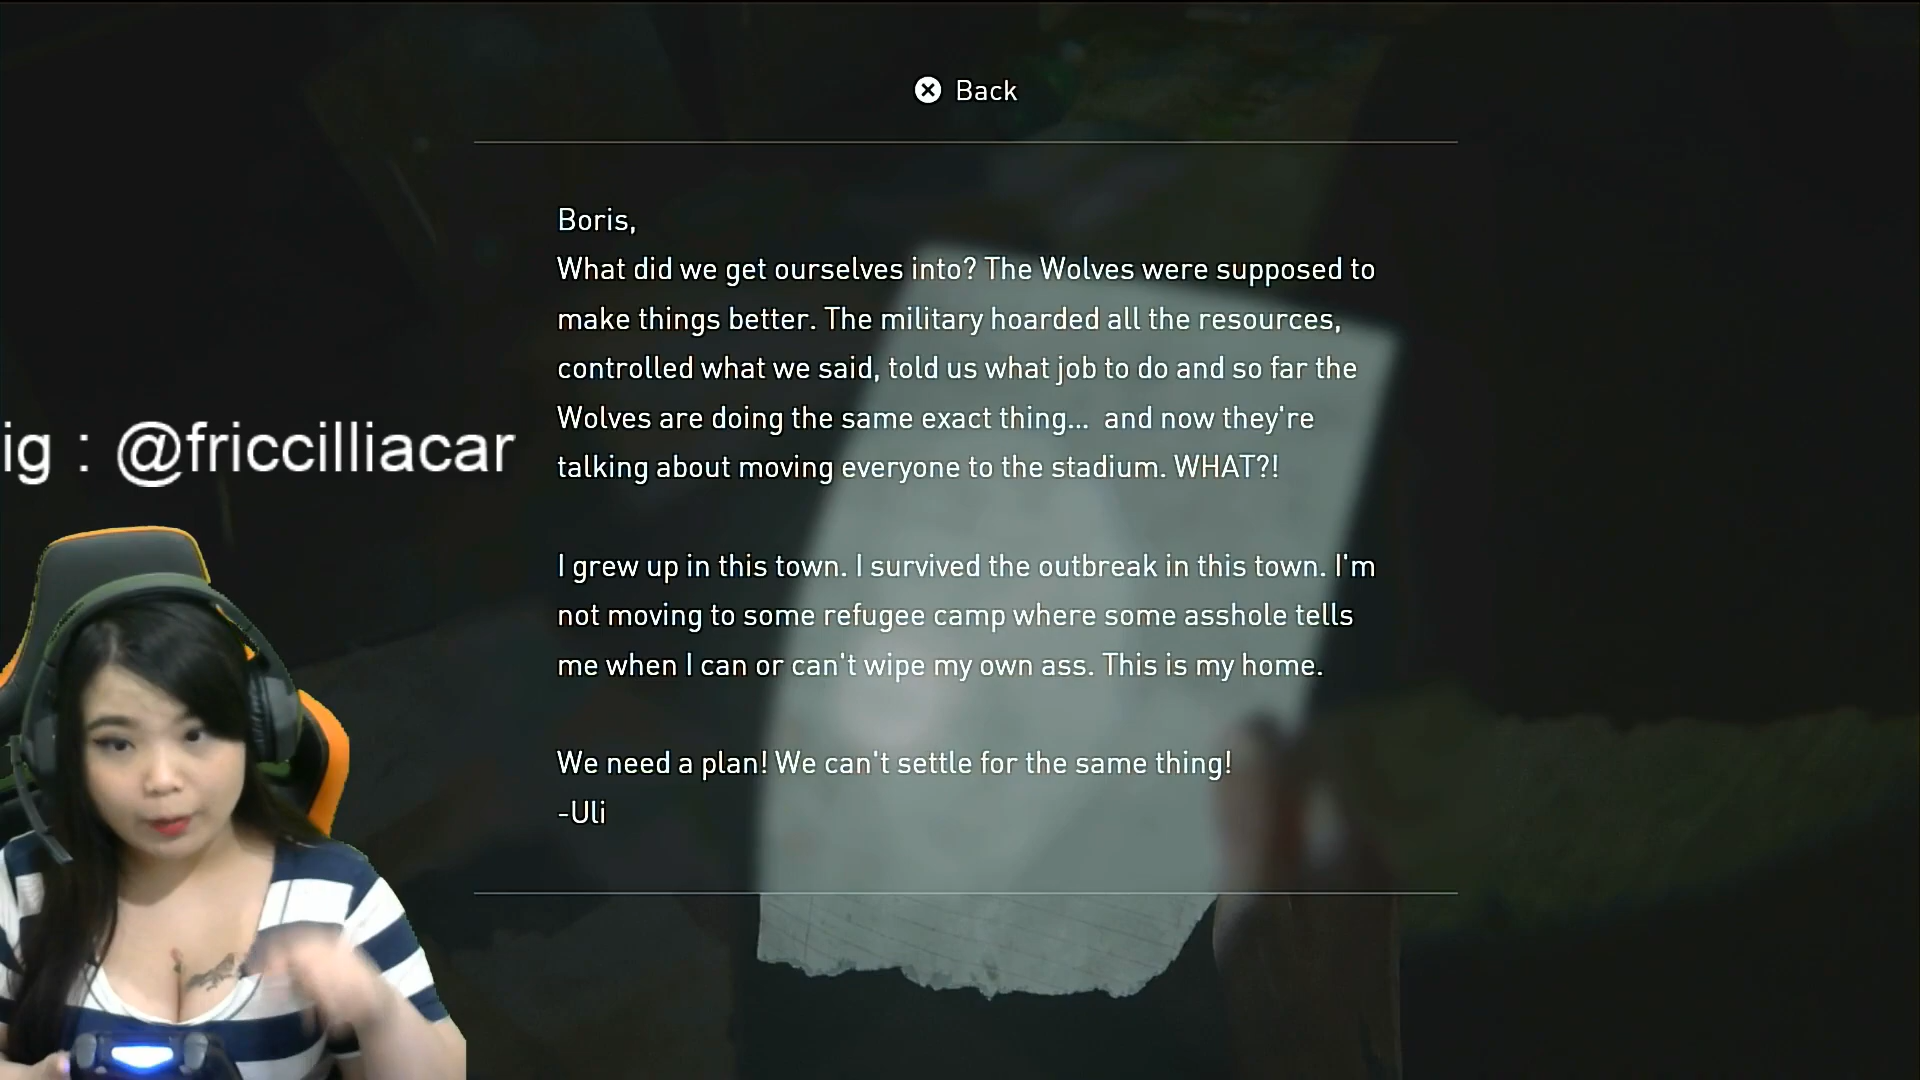 Back
Boris,
What did we get ourselves into? The Wolves were supposed to
make things better. The military hoarded all the resources,
controlled what we said, told us what job to do and so far the
Wolves are doing the same exact thing...  and now they're
talking about moving everyone to the stadium. WHAT?!
ig : @friccilliacar
I grew up in this town. I survived the outbreak in this town. I'm
not moving to some refugee camp where some asshole tells
me when I can or can't wipe my own ass. This is my home.
We need a plan! We can't settle for the same thing!
-Uli